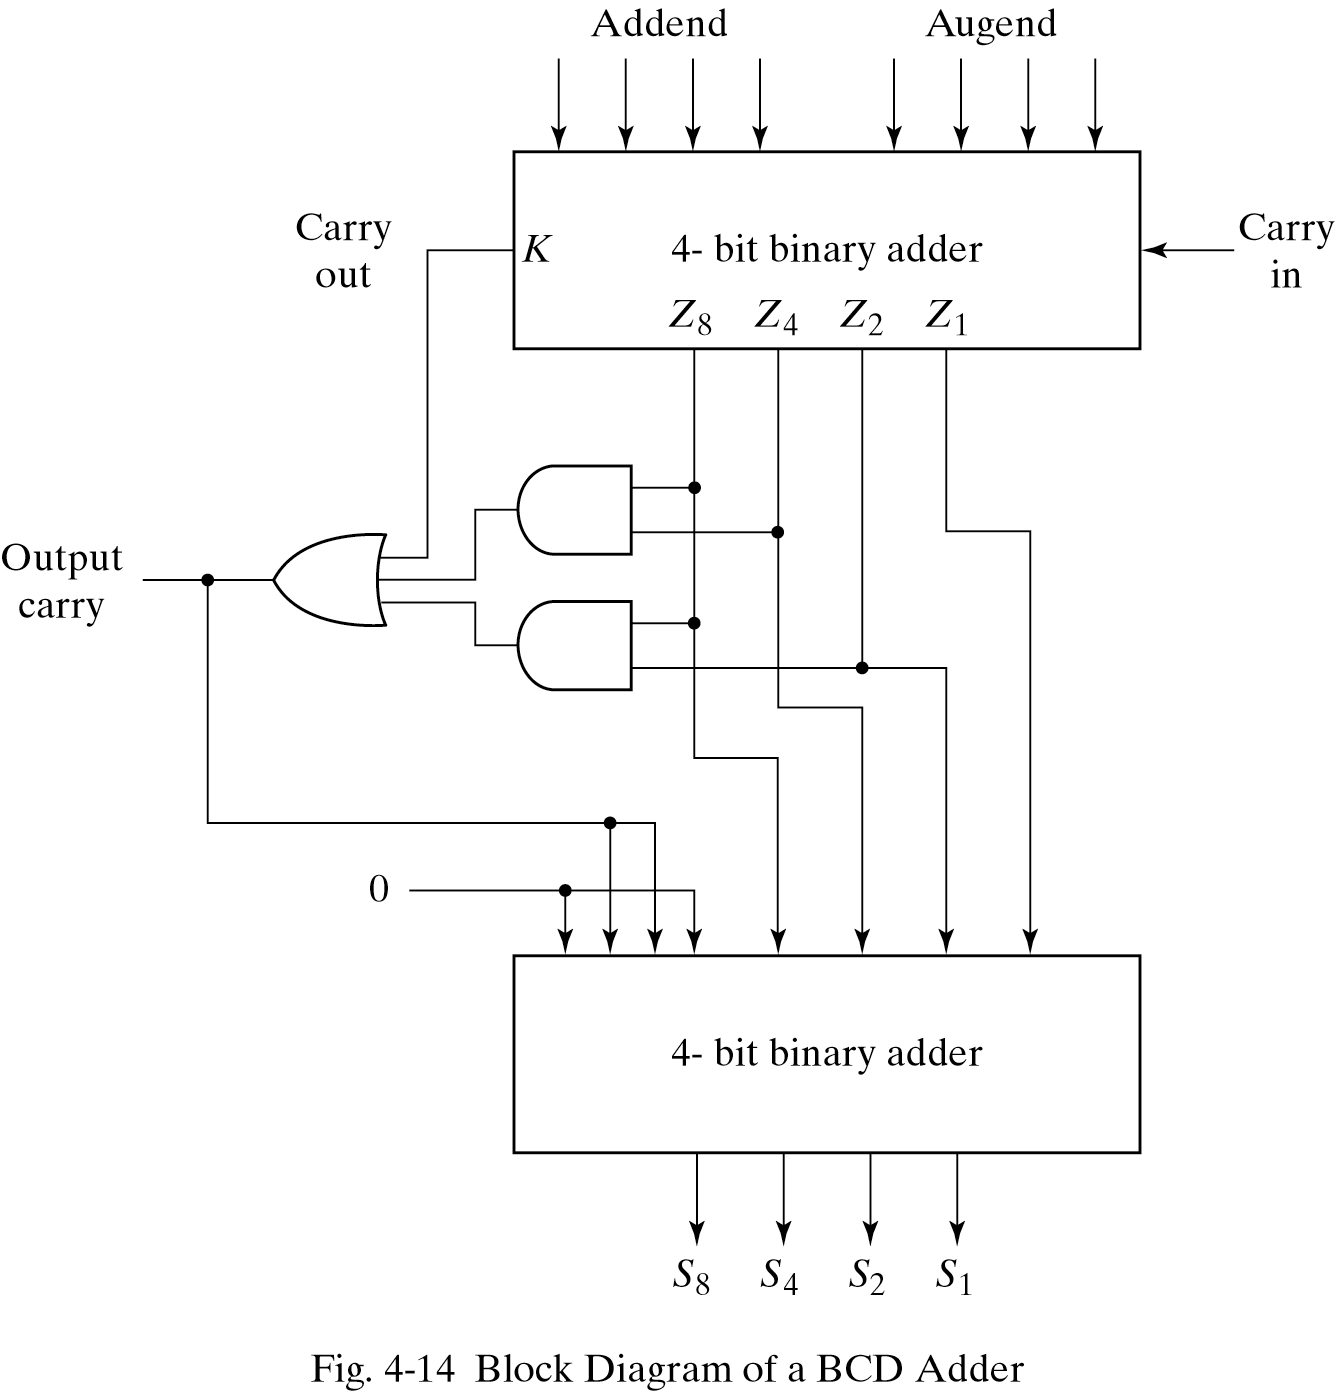 Addend Augend
Carry
out
K 4- bit binary adder
Carry
in
Z8 Z4 Z2 Z1
Output
carry
0
4- bit binary adder
S8 S4 S2 S1
Fig. 4-14 Block Diagram of a BCD Adder